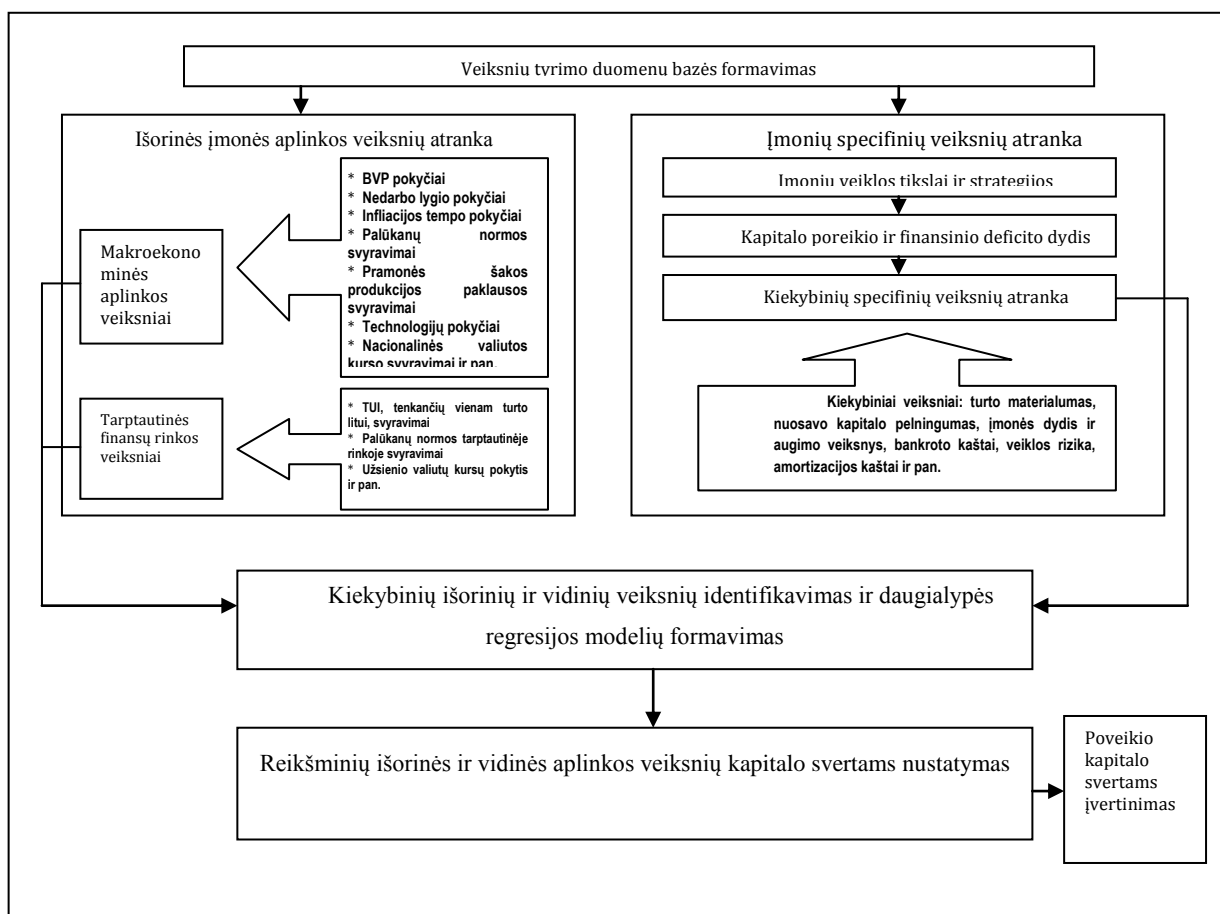 Veiksnių tyrimo duomenų bazės formavimas
Išorinės įmonės aplinkos veiksnių atranka
* BVP pokyčiai
* Nedarbo lygio pokyčiai
* Infliacijos tempo pokyčiai
* Palūkanų normos
svyravimai
* Pramonės šakos
produkcijos paklausos
svyravimai
* Technologijų pokyčiai
* Nacionalinės valiutos
kurso svyravimai ir pan.
Makroekono
minės
aplinkos
veiksniai
* TUI, tenkančių vienam turto
litui, svyravimai
* Palūkanų normos tarptautinėje
rinkoje svyravimai
* Užsienio valiutų kursų pokytis
ir pan.
Tarptautinės
finansų rinkos
veiksniai
Įmonių specifinių veiksnių atranka
Įmonių veiklos tikslai ir strategijos
Kapitalo poreikio ir finansinio deficito dydis
Kiekybinių specifinių veiksnių atranka
Kiekybiniai veiksniai: turto materialumas,
nuosavo kapitalo pelningumas, įmonės dydis ir
augimo veiksnys, bankroto kaštai, veiklos rizika,
amortizacijos kaštai ir pan.
Kiekybinių išorinių ir vidinių veiksnių identifikavimas ir daugialypės
regresijos modelių formavimas
Reikšminių išorinės ir vidinės aplinkos veiksnių kapitalo svertams nustatymas
Poveikio
kapitalo
svertams
įvertinimas